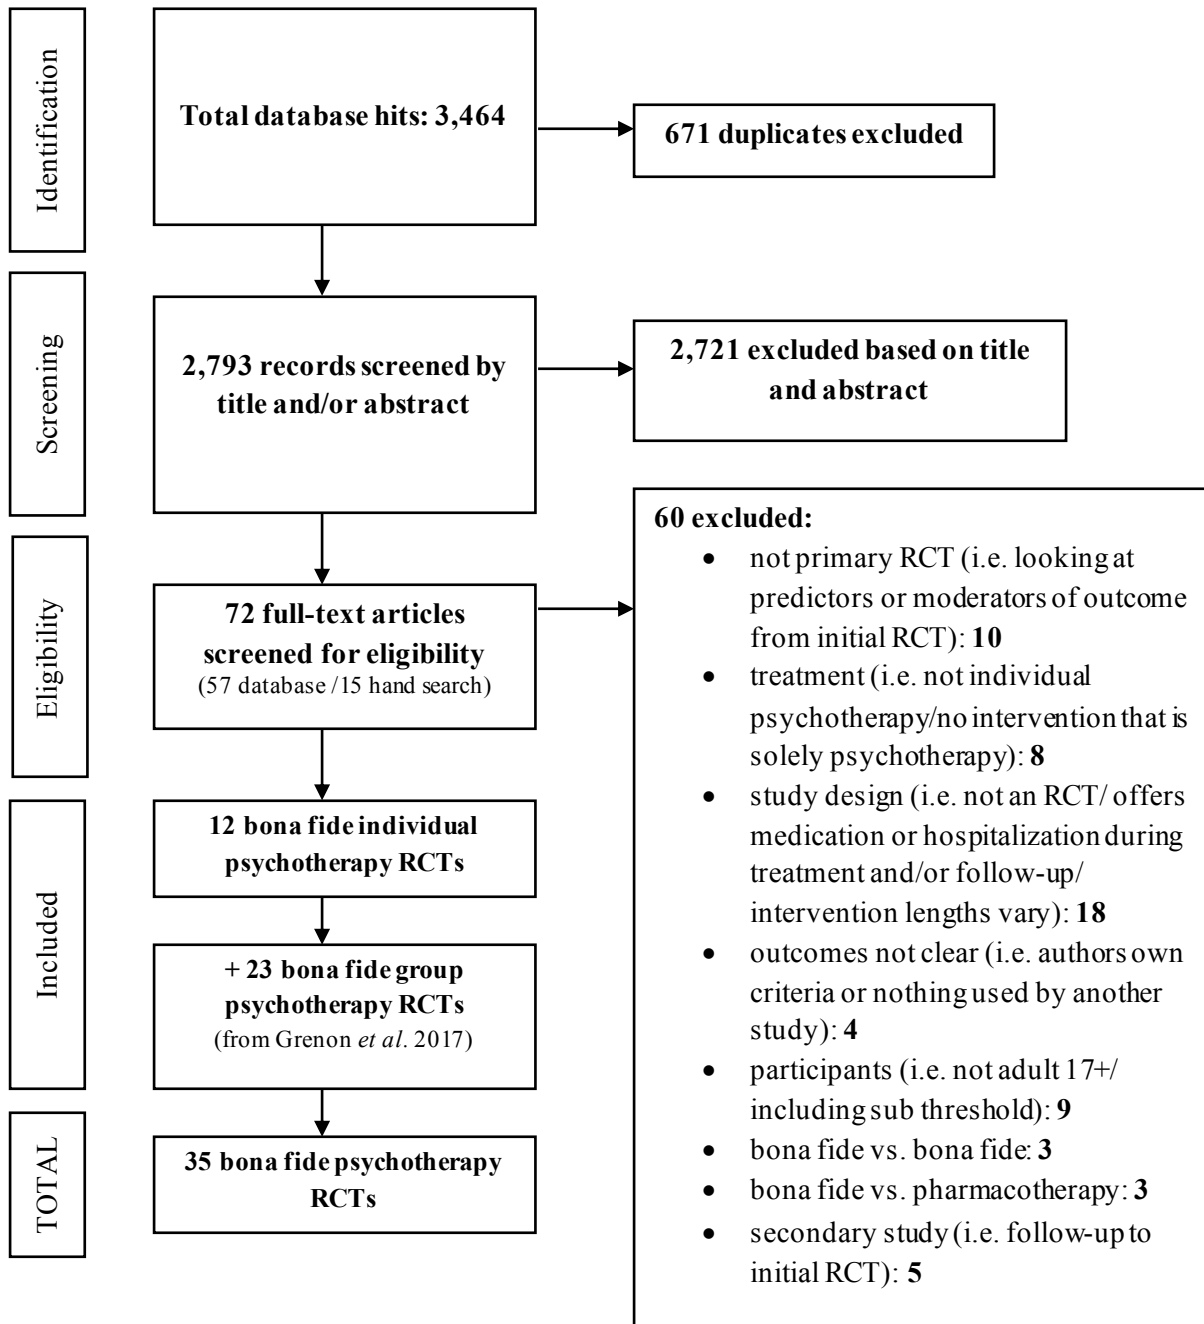 Identification
Total database hits: 3,464
671 duplicates excluded
Screening
2,793 records screened by
title and/or abstract
2,721 excluded based on title
and abstract
Eligibility
72 full-text articles
screened for eligibility
(57 database /15 hand search)
60 excluded:
• not primary RCT (i.e. looking at
predictors or moderators of outcome
from initial RCT): 10
• treatment (i.e. not individual
psychotherapy/no intervention that is
solely psychotherapy): 8
• study design (i.e. not an RCT/ offers
medication or hospitalization during
treatment and/or follow-up/
intervention lengths vary): 18
• outcomes not clear (i.e. authors own
criteria or nothing used by another
study): 4
• participants (i.e. not adult 17+/
including sub threshold): 9
• bona fide vs. bona fide: 3
• bona fide vs. pharmacotherapy: 3
• secondary study (i.e. follow-up to
initial RCT): 5
Included
12 bona fide individual
psychotherapy RCTs
+ 23 bona fide group
psychotherapy RCTs
(from Grenon et al. 2017)
TOTAL
35 bona fide psychotherapy
RCTs